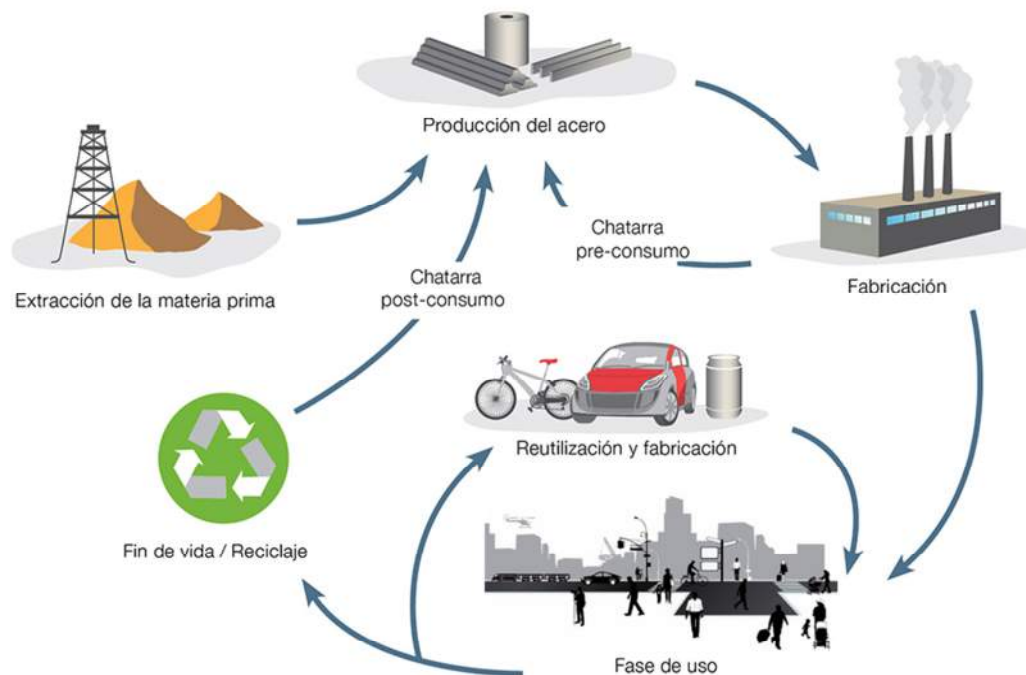 Producción del acero
Extracción de la materia prima
Chatarra
pre-consumo
Fabricación
Chatarra
post-consumo
Reutilización y fabricación
Fin de vida / Reciclaje
Fase de uso